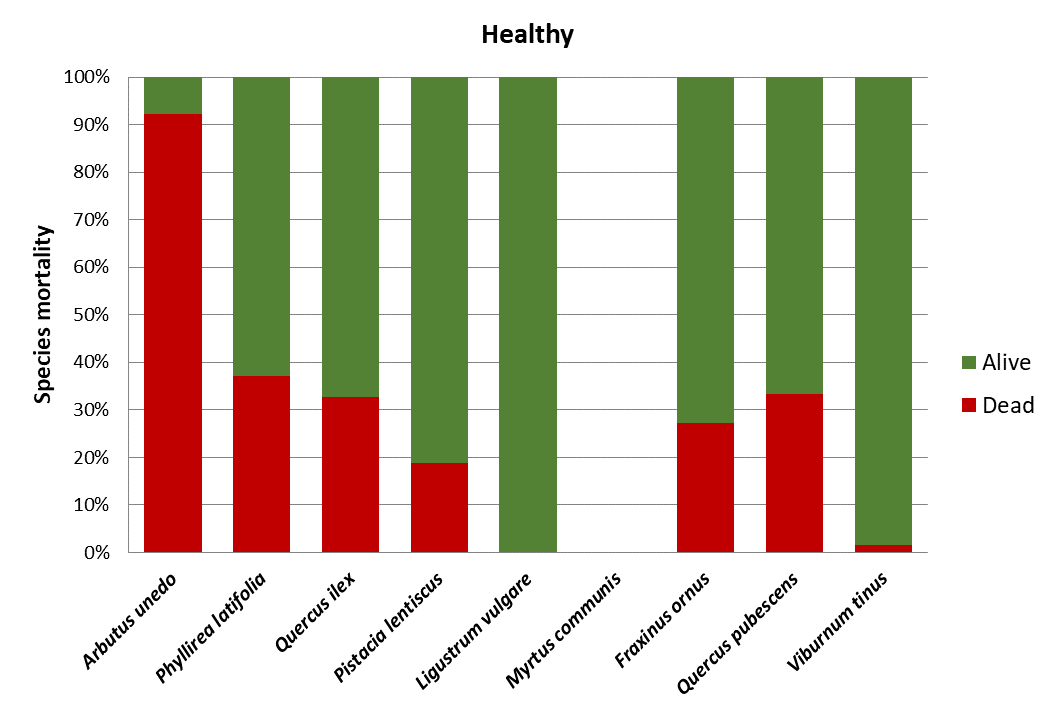 Healthy
Species mortality
100%
90%
80%
70%
60%
50%
40%
30%
20%
10%
0%
Arbutus unedo
Phyllirea latifolia
Quercus ilex
Pistacia lentiscus
Ligustrum vulgare
Myrtus communis
Fraxinus ornus
Quercus pubescens
Viburnum tinus
Alive
Dead